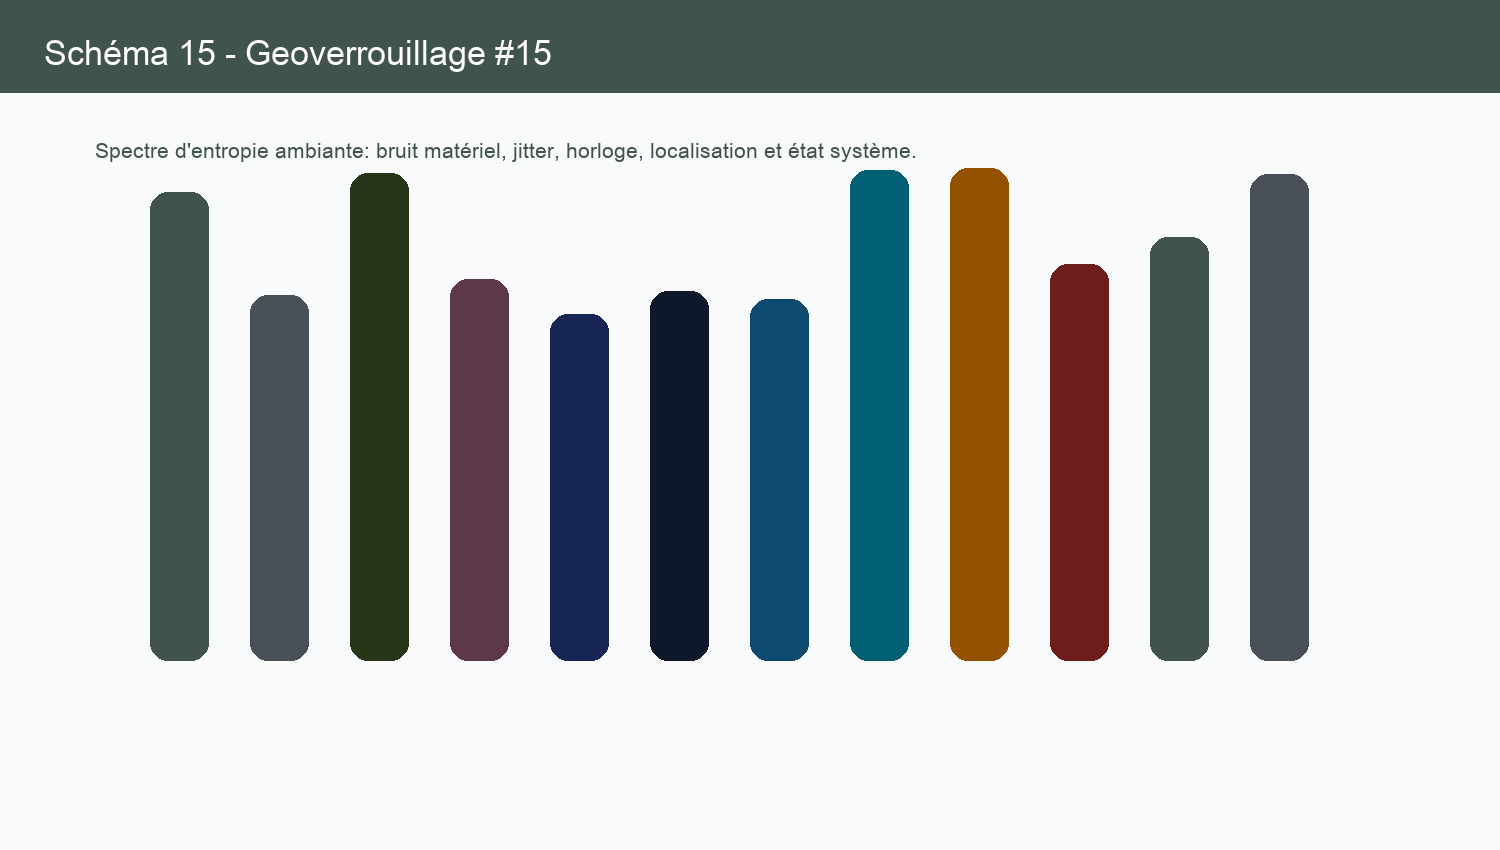 Schéma 15 - Geoverrouillage #15
Spectre d'entropie ambiante: bruit matériel, jitter, horloge, localisation et état système.